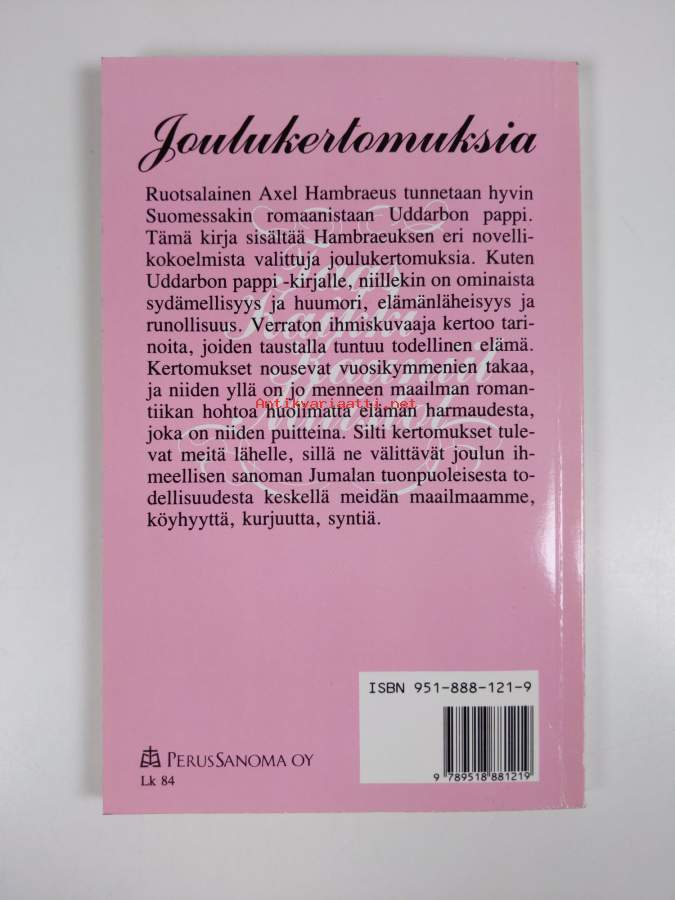 Joulukertomuksia
Ruotsalainen Axel Hambraeus tunnetaan hyvin
Suomessakin romaanistaan Uddarbon pappi.
Tämä kirja sisältää Hambraeuksen eri novelli-
kokoelmista valittuja joulukertomuksia. Kuten
Uddarbon pappi -kirjalle, niillekin on ominaista
sydämellisyys ja huumori, elämänläheisyys ja
runollisuus. Verraton ihmiskuvaaja kertoo tari-
noita, joiden taustalla tuntuu todellinen elämä.
Kertomukset nousevat vuosikymmenien takaa,
ja niiden yllä on jo menneen maailman roman-
tiikan hohtoa huolimatta elämän harmaudesta,
joka on niiden puitteina. Silti kertomukset tule-
vat meitä lähelle, sillä ne välittävät joulun ih-
meellisen sanoman Jumalan tuonpuoleisesta to-
dellisuudesta keskellä meidän maailmaamme,
köyhyyttä, kurjuutta, syntiä.
Taas
Kaikki
Kauniit
Antikvariaatti.net
ISBN 951-888-121-9
9 789518 881219
PERUSSANOMA OY
Lk 84